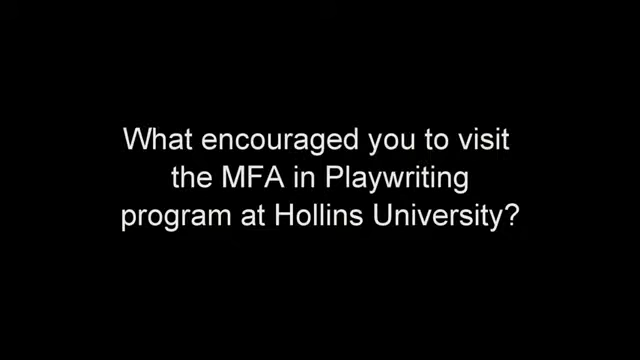 What encouraged you to visit
the MFA in Playwriting
program at Hollins University?